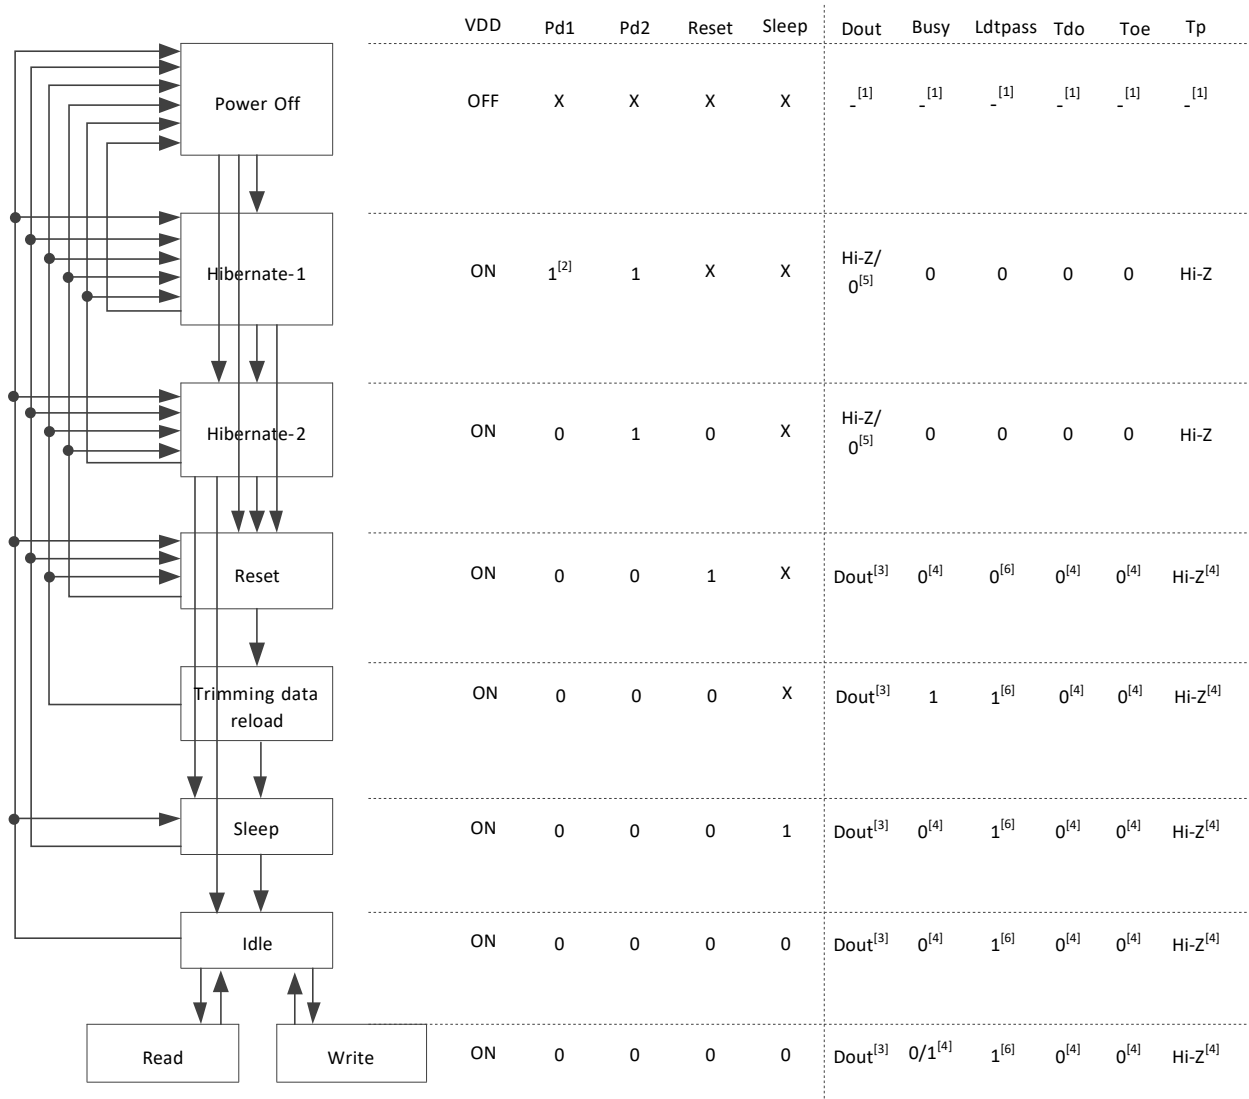 VDD Pd1 Pd2 Reset Sleep Dout Busy Ldtpass Tdo Toe Tp
Power Off OFF X X X X -[1] -[1] -[1] -[1] -[1] -[1]
Hibernate-1 ON 1[2] 1 X X Hi-Z/ 0 0 0 0 Hi-Z
0[5]
Hibernate-2 ON 0 1 0 X Hi-Z/ 0 0 0 0 Hi-Z
0[5]
Reset ON 0 0 1 X Dout[3] 0[4] 0[6] 0[4] 0[4] Hi-Z[4]
Trimming data ON 0 0 0 X Dout[3] 1 1[6] 0[4] 0[4] Hi-Z[4]
reload
Sleep ON 0 0 0 1 Dout[3] 0[4] 1[6] 0[4] 0[4] Hi-Z[4]
Idle ON 0 0 0 0 Dout[3] 0[4] 1[6] 0[4] 0[4] Hi-Z[4]
Read Write ON 0 0 0 0 Dout[3] 0/1[4] 1[6] 0[4] 0[4] Hi-Z[4]